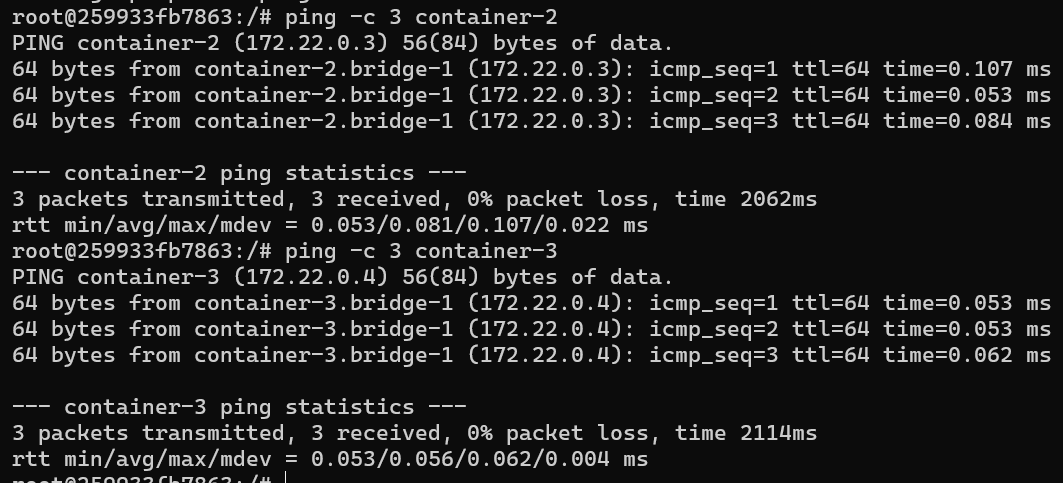 root@259933fb7863:/# ping -c 3 container-2
PING container-2 (172.22.0.3) 56(84) bytes of data.
64 bytes from container-2.bridge-1 (172.22.0.3): icmp_seq=1 ttl=64 time=0.107 ms
64 bytes from container-2.bridge-1 (172.22.0.3): icmp_seq=2 ttl=64 time=0.053 ms
64 bytes from container-2.bridge-1 (172.22.0.3): icmp_seq=3 ttl=64 time=0.084 ms
--- container-2 ping statistics ---
3 packets transmitted, 3 received, 0% packet loss, time 2062ms
rtt min/avg/max/mdev = 0.053/0.081/0.107/0.022 ms
root@259933fb7863:/# ping -c 3 container-3
PING container-3 (172.22.0.4) 56(84) bytes of data.
64 bytes from container-3.bridge-1 (172.22.0.4): icmp_seq=1 ttl=64 time=0.053 ms
64 bytes from container-3.bridge-1 (172.22.0.4): icmp_seq=2 ttl=64 time=0.053 ms
64 bytes from container-3.bridge-1 (172.22.0.4): icmp_seq=3 ttl=64 time=0.062 ms
--- container-3 ping statistics ---
3 packets transmitted, 3 received, 0% packet loss, time 2114ms
rtt min/avg/max/mdev = 0.053/0.056/0.062/0.004 ms
root@259933fb7863:/#